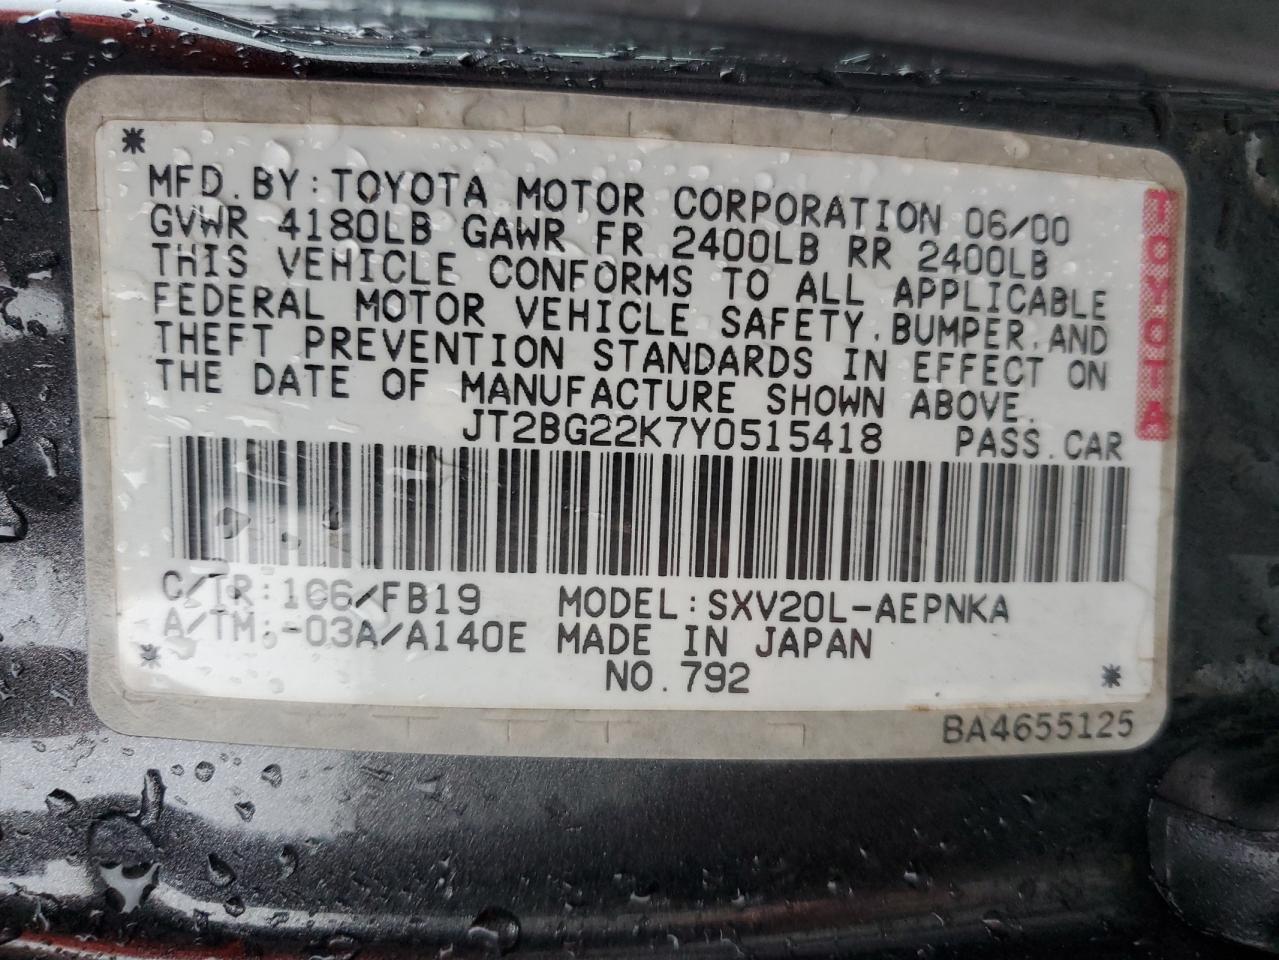 MFD.BY:TOYOTA MOTOR CORPORATION 06/00
GVWR 4180LB GAWR FR 2400LB RR 2400LB
THIS VEHICLE CONFORMS TO ALL APPLICABLE
FEDERAL MOTOR VEHICLE SAFETY,BUMPER,AND
THEFT PREVENTION STANDARDS IN EFFECT ON
THE DATE OF MANUFACTURE SHOWN ABOVE.
JT2BG22K7Y0515418 PASS.CAR
C/TR:1C6/FB19 MODEL:SXV20L-AEPNKA
A/TM:-03A/A140E MADE IN JAPAN
NO.792
BA4655125
TOYOTA